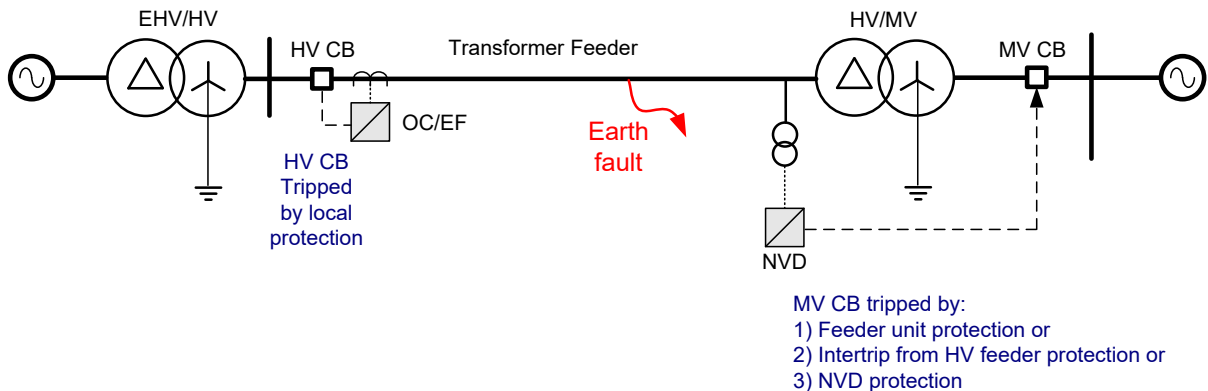 EHV/HV
HV/MV
HV CB
Transformer Feeder
MV CB
OC/EF
Earth
fault
HV CB
Tripped
by local
protection
NVD
MV CB tripped by:
1) Feeder unit protection or
2) Intertrip from HV feeder protection or
3) NVD protection